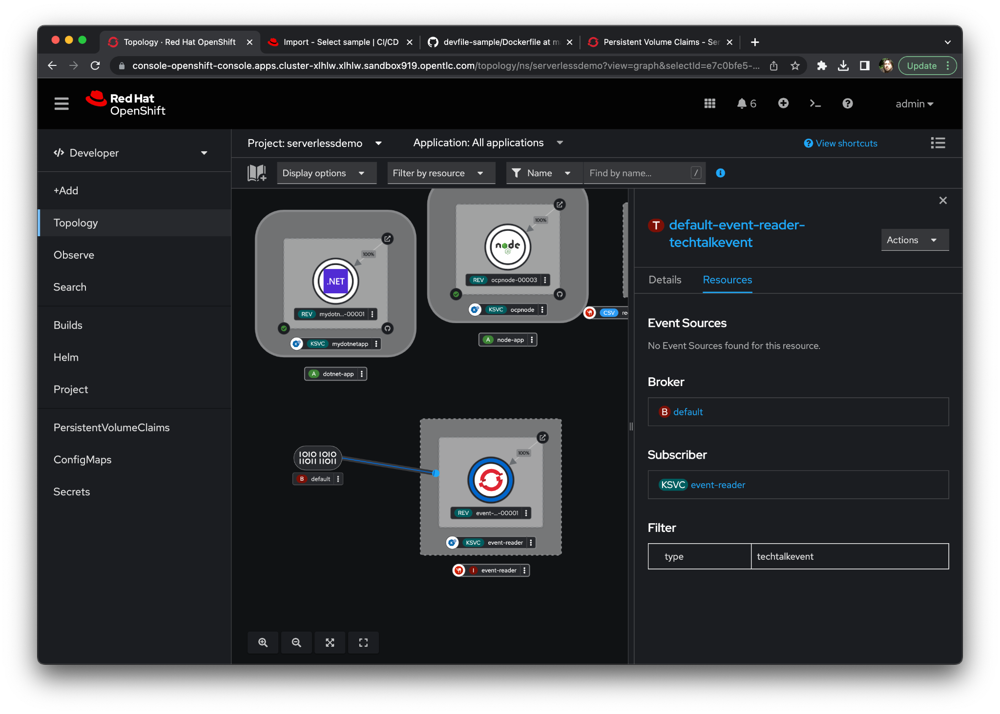 Topology · Red Hat OpenShift
Import - Select sample | CI/CD
devfile-sample/Dockerfile at m
Persistent Volume Claims - Ser
console-openshift-console.apps.cluster-xlhlw.xlhlw.sandbox919.opentlc.com/topology/ns/serverlessdemo?view=graph&selectId=e7c0bfe5-...
Update
Red Hat
OpenShift
6
admin
Developer
Project: serverlessdemo
Application: All applications
View shortcuts
Display options
Filter by resource
Name
Find by name...
/
+Add
Topology
Observe
Search
Builds
Helm
Project
PersistentVolumeClaims
ConfigMaps
Secrets
100%
.NET
REV mydotn...-00001
KSVC mydotnetapp
A dotnet-app
100%
node
JS
REV ocpnode-00003
KSVC ocpnode
A node-app
CSV re
1010 1010
11011 11011
B default
100%
REV event-...-00001
KSVC event-reader
I event-reader
T default-event-reader-
techtalkevent
Actions
Details
Resources
Event Sources
No Event Sources found for this resource.
Broker
B default
Subscriber
KSVC event-reader
Filter
type
techtalkevent